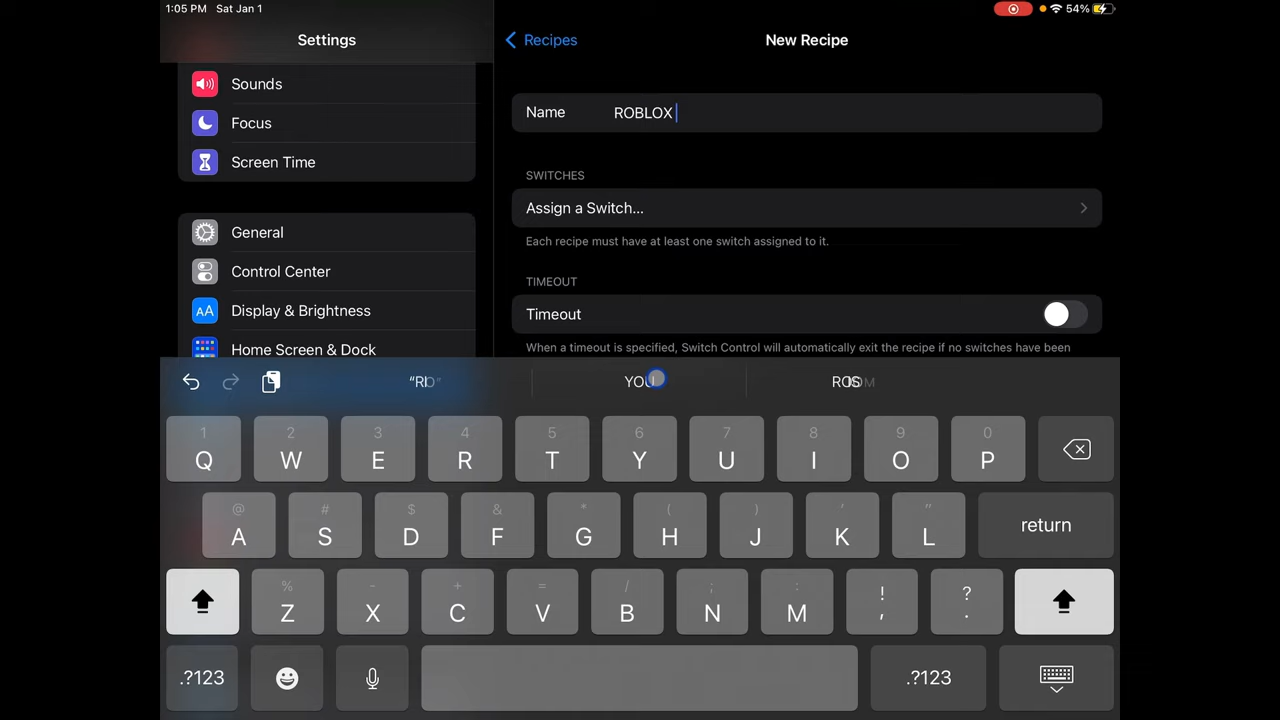 1:05 PM Sat Jan 1
54%
Settings
Recipes
New Recipe
Sounds
Focus
Screen Time
General
Control Center
Display & Brightness
Home Screen & Dock
Name ROBLOX
SWITCHES
Assign a Switch...
Each recipe must have at least one switch assigned to it.
TIMEOUT
Timeout
When a timeout is specified, Switch Control will automatically exit the recipe if no switches have been
YOU
1 2 3 4 5 6 7 8 9 0
Q W E R T Y U I O P
@ # $ & * ( ) ' "
A S D F G H J K L
return
% - + = / ; : ! ?
Z X C V B N M , .
.?123
.?123